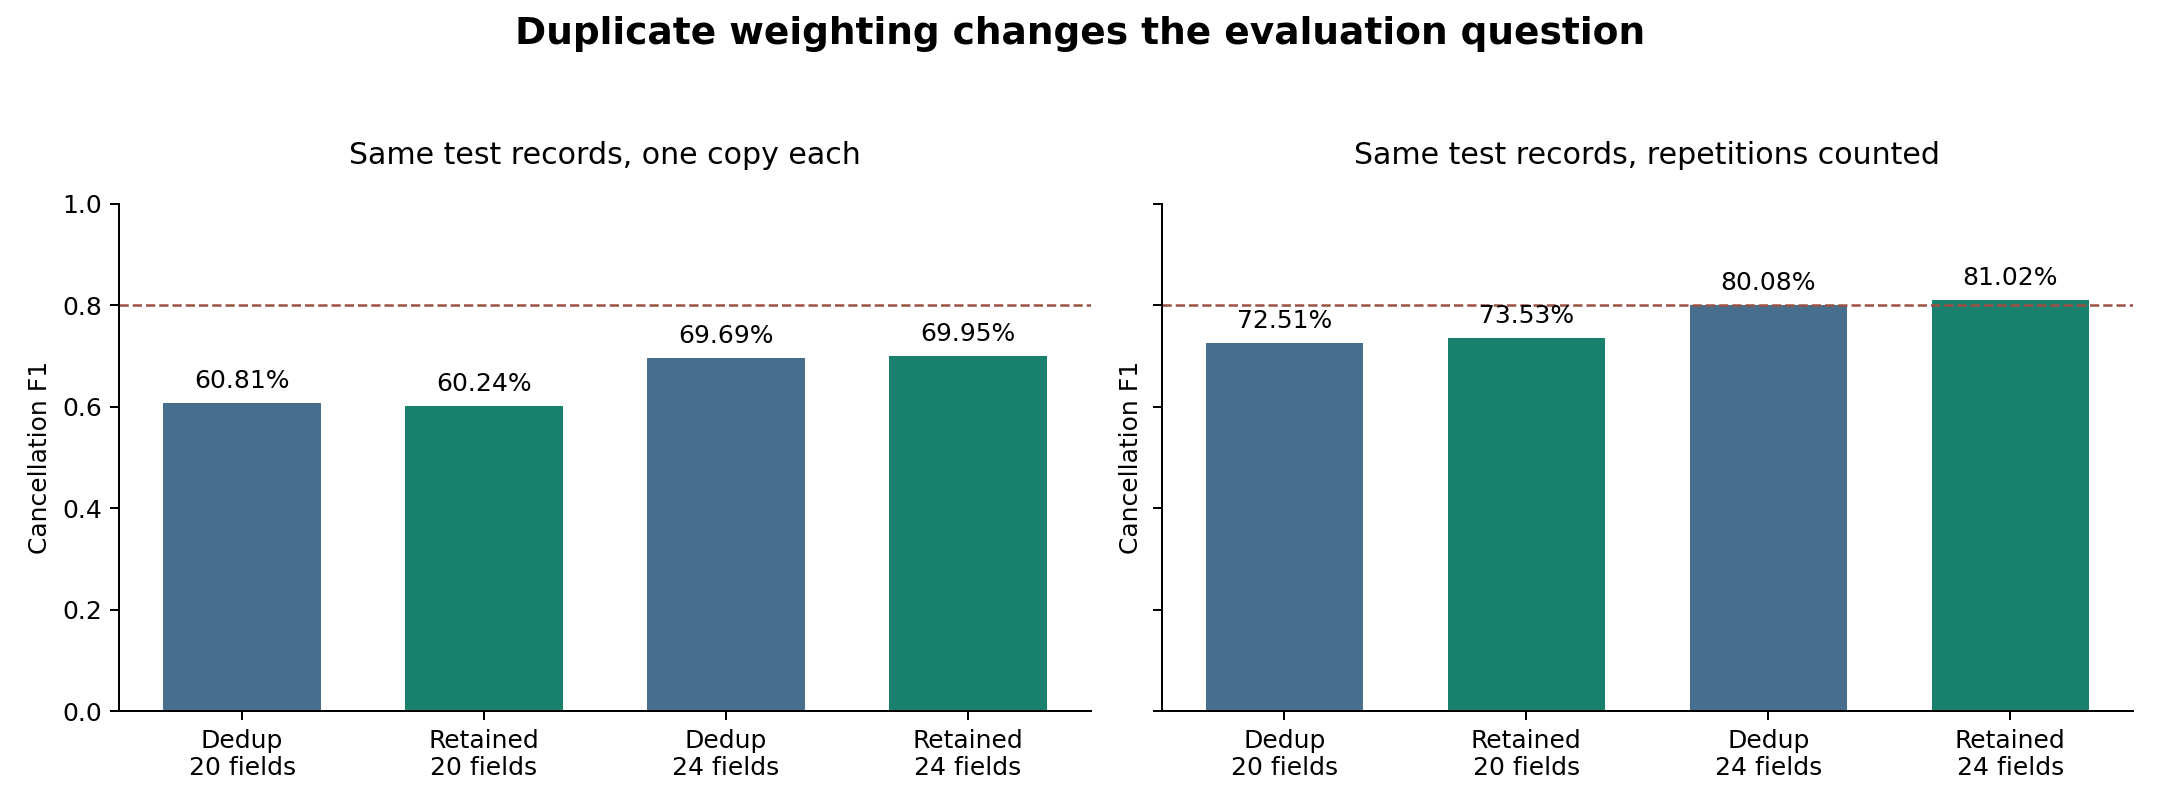 Duplicate weighting changes the evaluation question
Same test records, one copy each
Cancellation F1
1.0
0.8
0.6
0.4
0.2
0.0
60.81%
60.24%
69.69%
69.95%
Dedup
20 fields
Retained
20 fields
Dedup
24 fields
Retained
24 fields
Same test records, repetitions counted
Cancellation F1
72.51%
73.53%
80.08%
81.02%
Dedup
20 fields
Retained
20 fields
Dedup
24 fields
Retained
24 fields